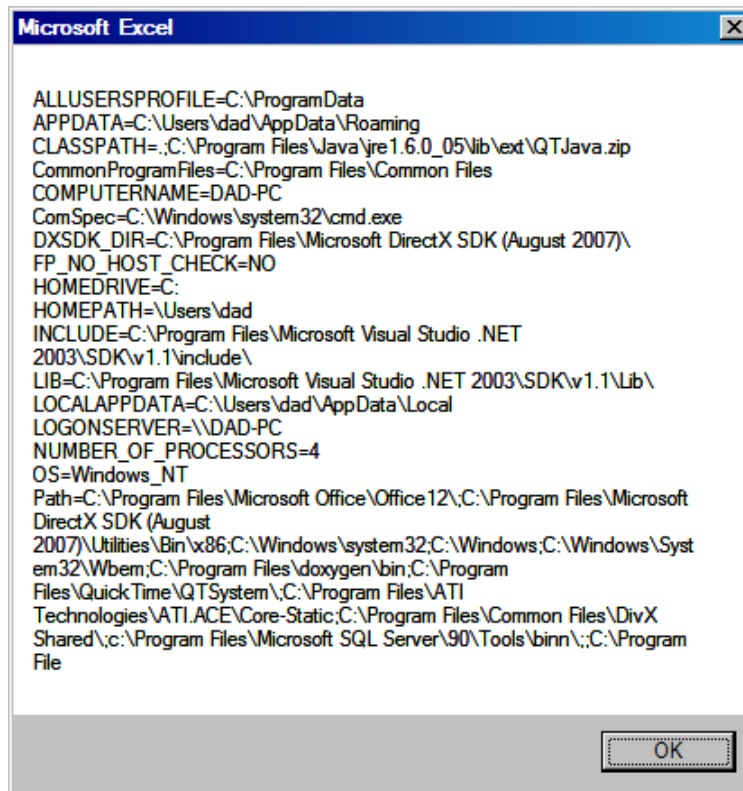 Microsoft Excel
ALLUSERSPROFILE=C:\ProgramData
APPDATA=C:\Users\dad\AppData\Roaming
CLASSPATH=.;C:\Program Files\Java\jre1.6.0_05\lib\ext\QTJava.zip
CommonProgramFiles=C:\Program Files\Common Files
COMPUTERNAME=DAD-PC
ComSpec=C:\Windows\system32\cmd.exe
DXSDK_DIR=C:\Program Files\Microsoft DirectX SDK (August 2007)\
FP_NO_HOST_CHECK=NO
HOMEDRIVE=C:
HOMEPATH=\Users\dad
INCLUDE=C:\Program Files\Microsoft Visual Studio .NET
2003\SDK\v1.1\include\
LIB=C:\Program Files\Microsoft Visual Studio .NET 2003\SDK\v1.1\Lib\
LOCALAPPDATA=C:\Users\dad\AppData\Local
LOGONSERVER=\\DAD-PC
NUMBER_OF_PROCESSORS=4
OS=Windows_NT
Path=C:\Program Files\Microsoft Office\Office12\;C:\Program Files\Microsoft
DirectX SDK (August
2007)\Utilities\Bin\x86;C:\Windows\system32;C:\Windows;C:\Windows\Syst
em32\Wbem;C:\Program Files\doxygen\bin;C:\Program
Files\QuickTime\QTSystem\;C:\Program Files\ATI
Technologies\ATI.ACE\Core-Static;C:\Program Files\Common Files\DivX
Shared\;c:\Program Files\Microsoft SQL Server\90\Tools\binn\;;C:\Program
File
OK